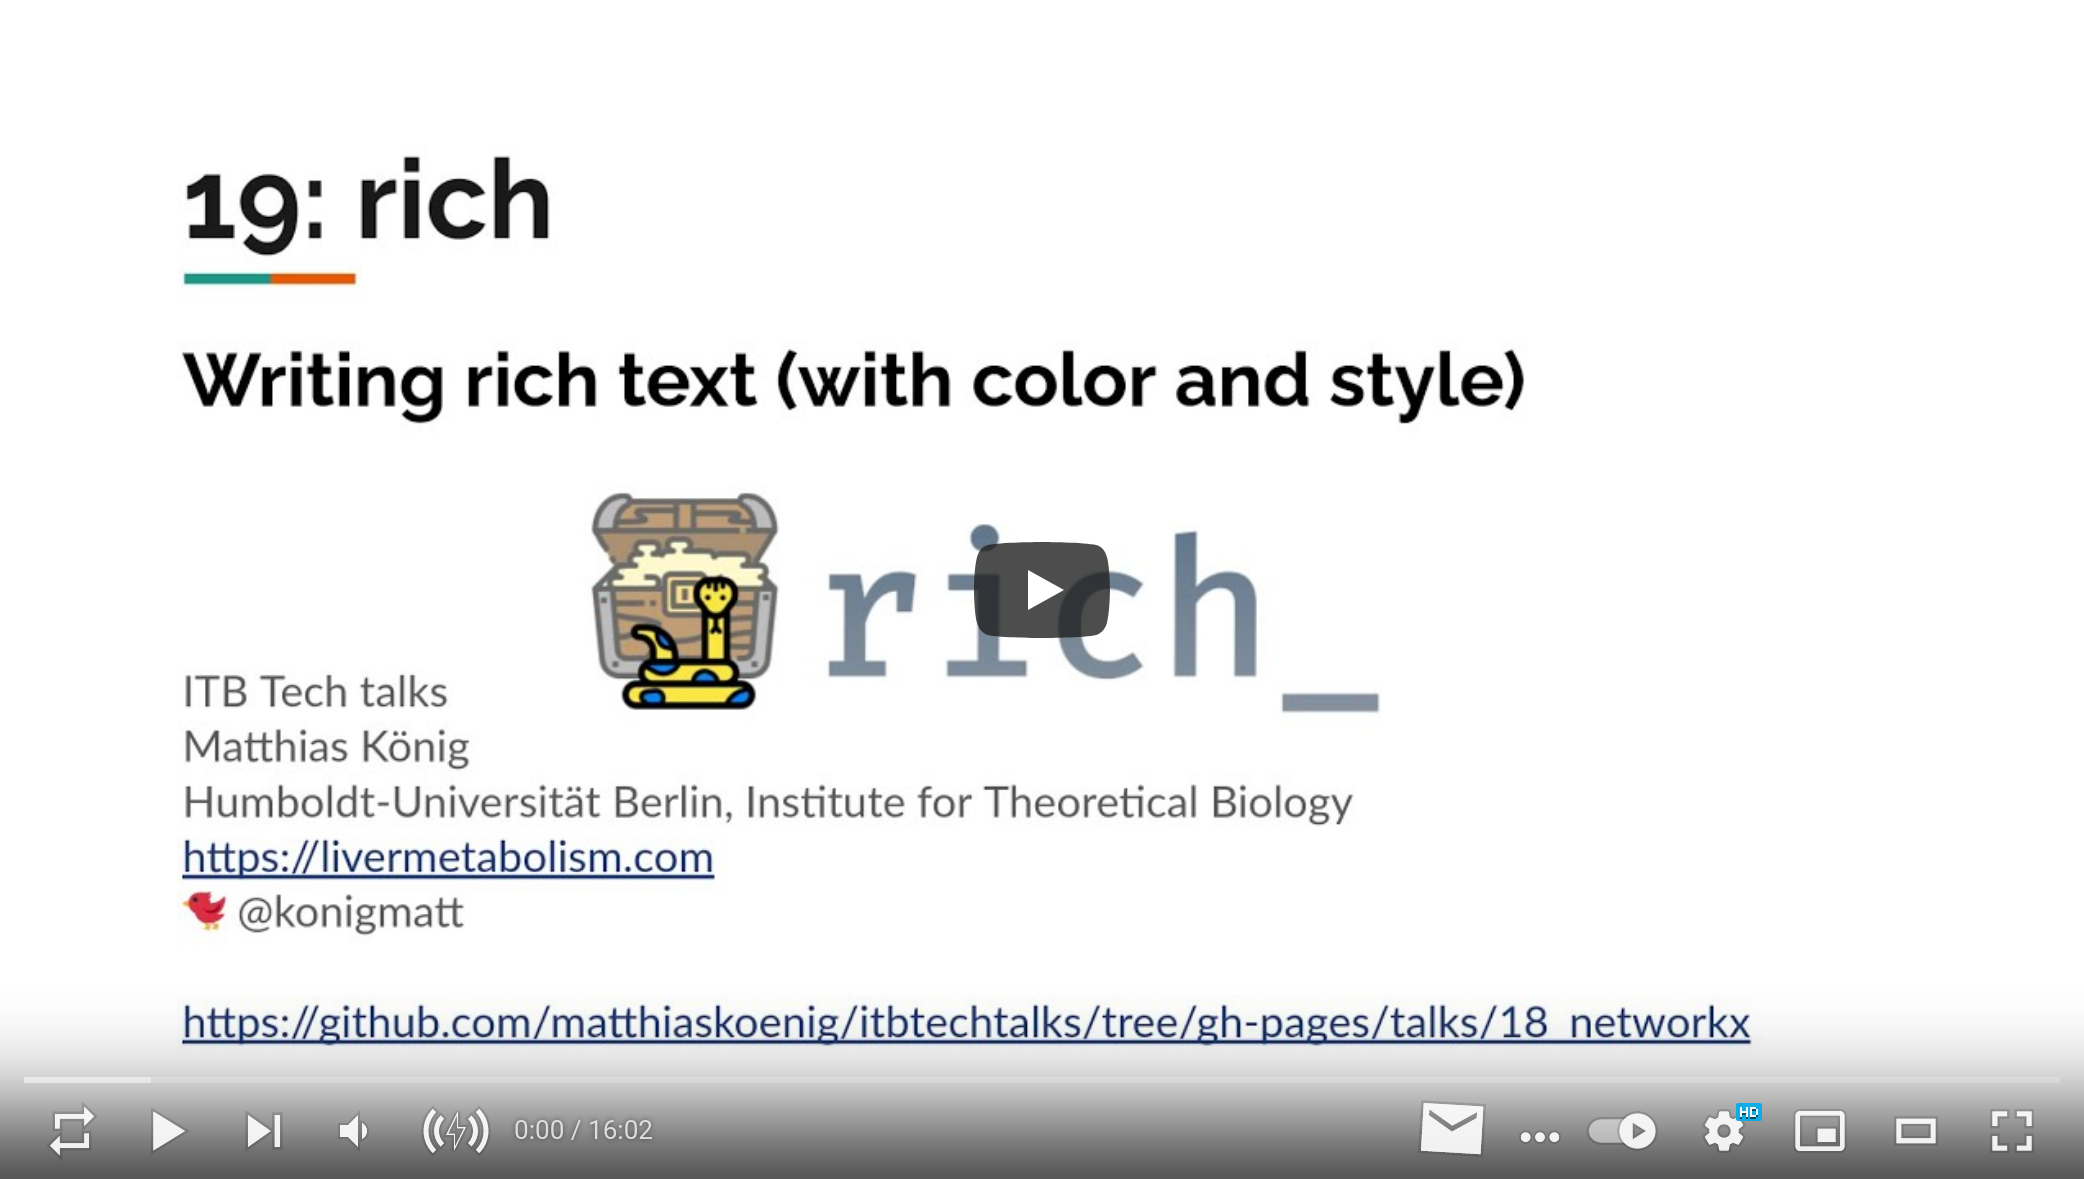 19: rich
Writing rich text (with color and style)
rich_
ITB Tech talks
Matthias König
Humboldt-Universität Berlin, Institute for Theoretical Biology
https://livermetabolism.com
@konigmatt
https://github.com/matthiaskoenig/itbtechtalks/tree/gh-pages/talks/18_networkx
0:00 / 16:02
HD